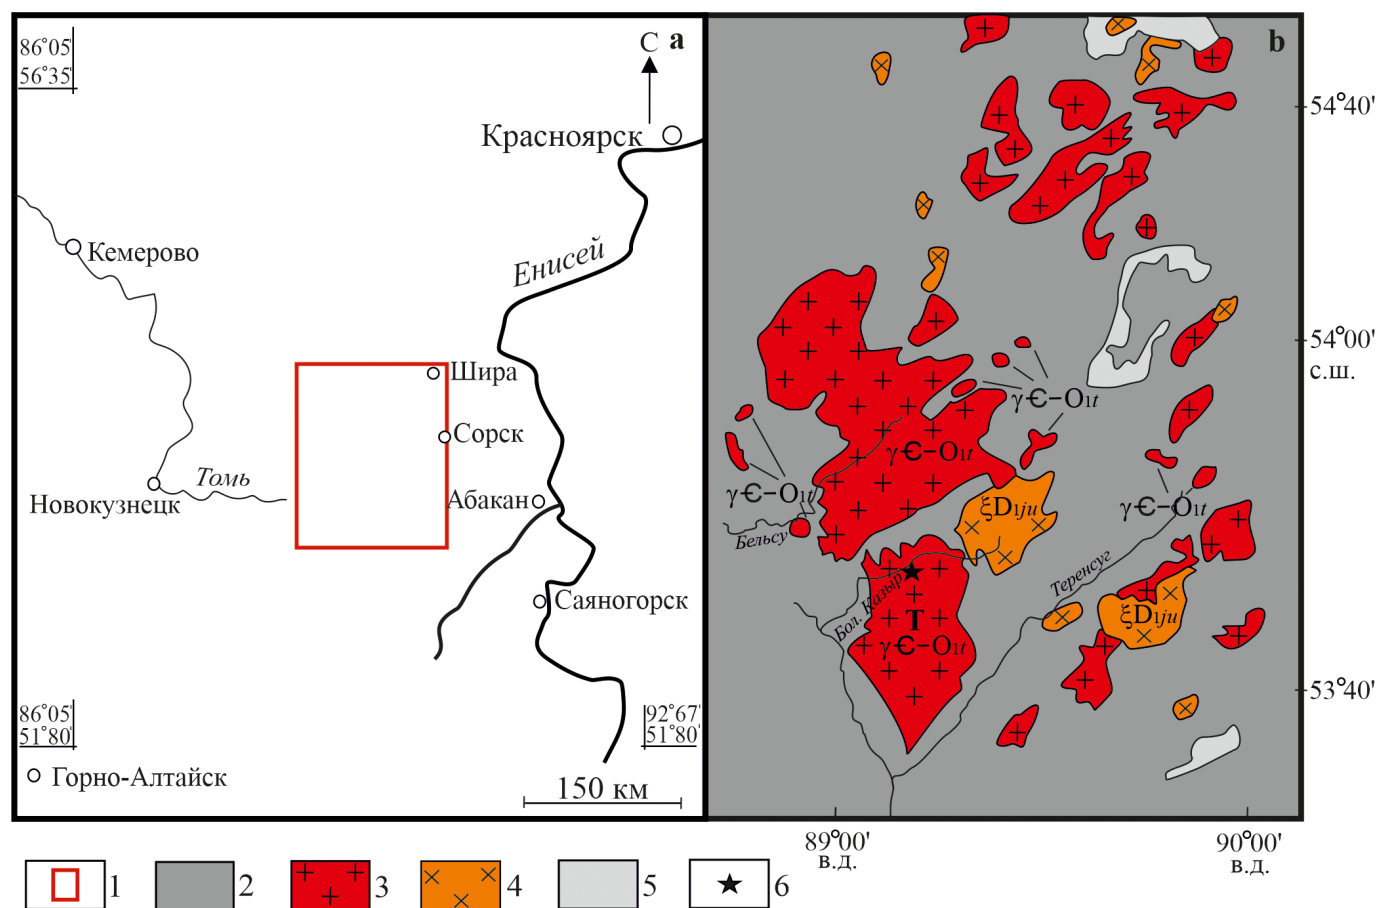 86°05'
56°35'
С
a
Красноярск
Кемерово
Енисей
Шира
Сорск
Томь
Новокузнецк
Абакан
Саяногорск
86°05'
51°80'
92°67'
51°80'
Горно-Алтайск
150 км
b
54°40'
54°00'
с.ш.
γЄ–O1t
γЄ–O1t
γЄ–O1t
ξD1ju
γЄ–O1t
Бельсу
Теренсуг
Бол. Казыр
T
γЄ–O1t
ξD1ju
53°40'
89°00'
в.д.
90°00'
в.д.
1
2
3
4
5
6